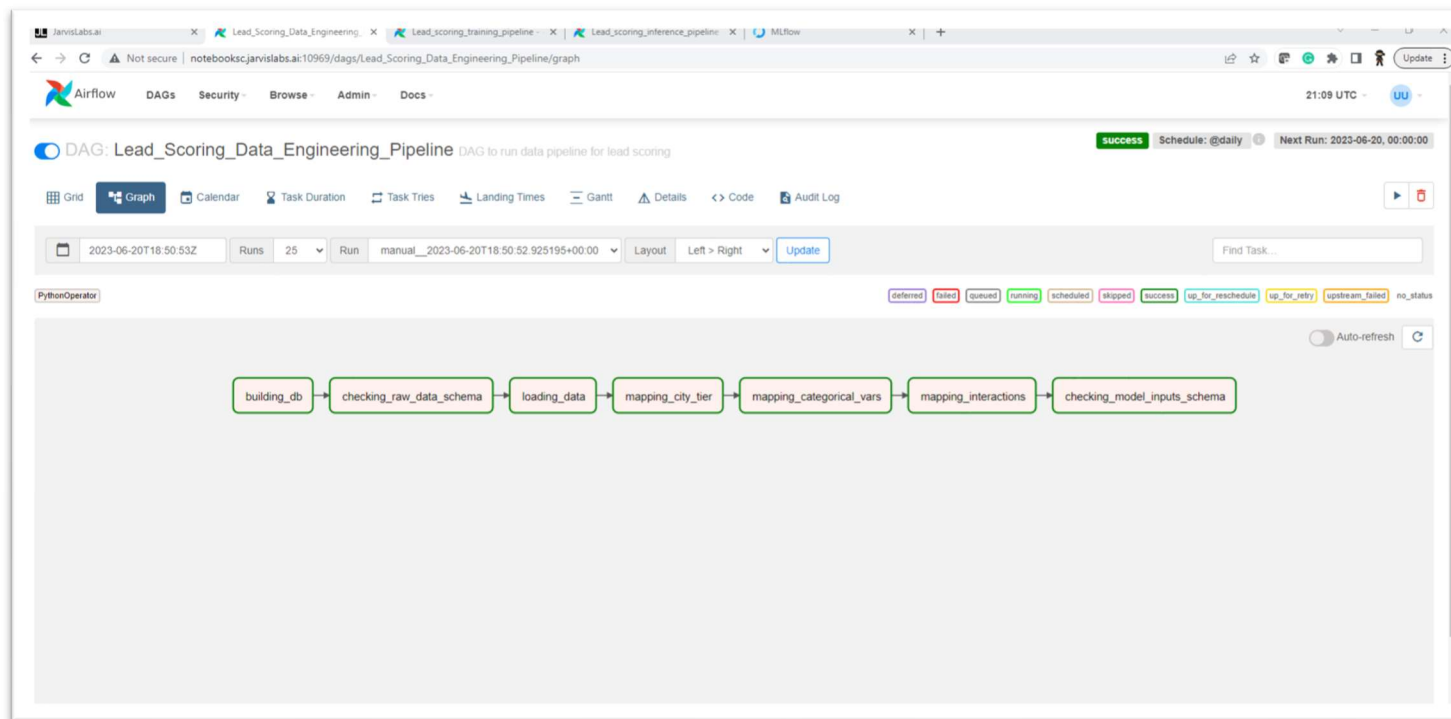 JarvisLabs.ai Lead_Scoring_Data_Engineering_ Lead_scoring_training_pipeline - Lead_scoring_inference_pipeline MLflow
Not secure | notebooksc.jarvislabs.ai:10969/dags/Lead_Scoring_Data_Engineering_Pipeline/graph Update
Airflow DAGs Security Browse Admin Docs 21:09 UTC UU
DAG: Lead_Scoring_Data_Engineering_Pipeline DAG to run data pipeline for lead scoring success Schedule: @daily Next Run: 2023-06-20, 00:00:00
Grid Graph Calendar Task Duration Task Tries Landing Times Gantt Details <> Code Audit Log
2023-06-20T18:50:53Z Runs 25 Run manual__2023-06-20T18:50:52.925195+00:00 Layout Left > Right Update Find Task...
PythonOperator deferred failed queued running scheduled skipped success up_for_reschedule up_for_retry upstream_failed no_status
Auto-refresh
building_db checking_raw_data_schema loading_data mapping_city_tier mapping_categorical_vars mapping_interactions checking_model_inputs_schema